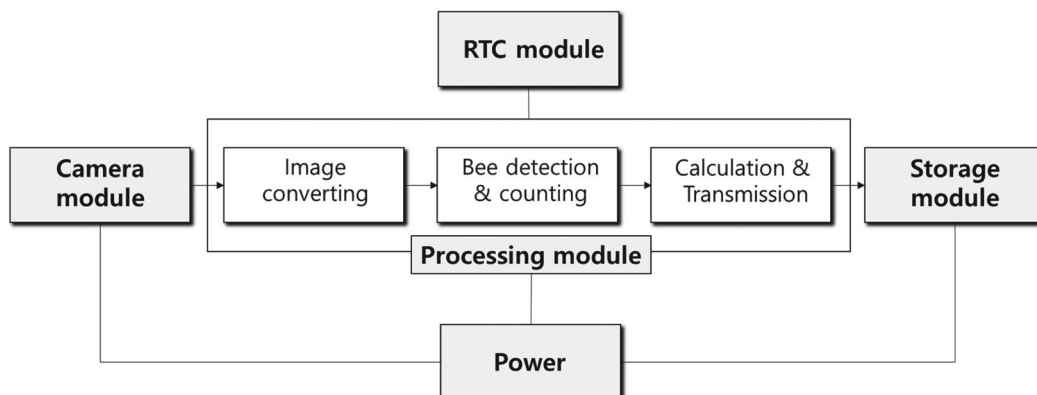 RTC module
Camera
module
Image
converting
Bee detection
& counting
Calculation &
Transmission
Storage
module
Processing module
Power